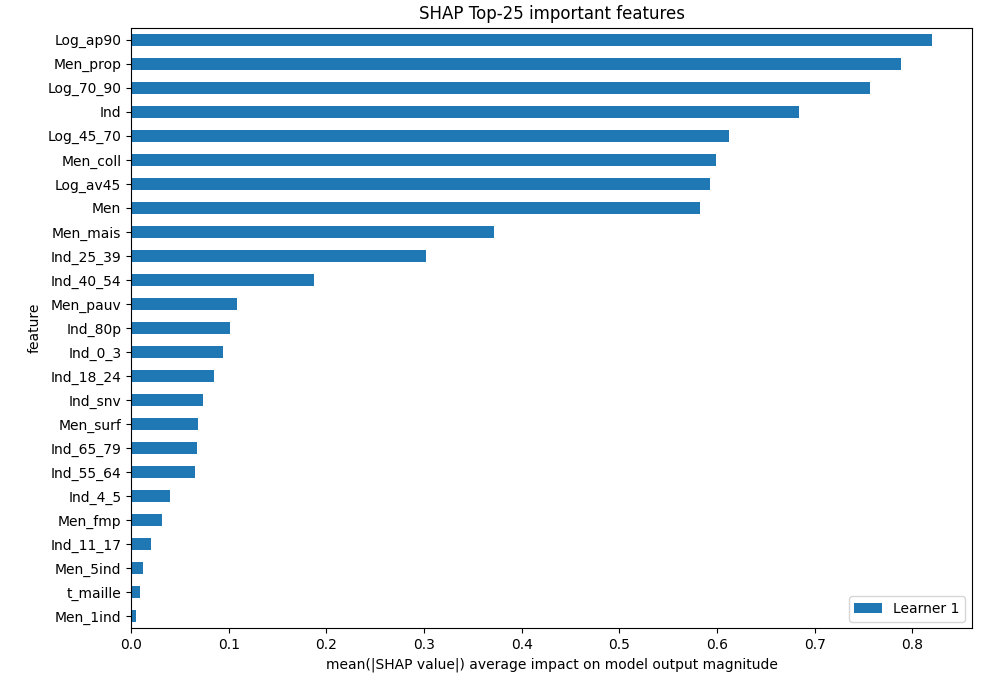 SHAP Top-25 important features
Log_ap90
Men_prop
Log_70_90
Ind
Log_45_70
Men_coll
Log_av45
Men
Men_mais
Ind_25_39
Ind_40_54
Men_pauv
Ind_80p
Ind_0_3
Ind_18_24
Ind_snv
Men_surf
Ind_65_79
Ind_55_64
Ind_4_5
Men_fmp
Ind_11_17
Men_5ind
t_maille
Men_1ind
feature
Learner 1
0.0 0.1 0.2 0.3 0.4 0.5 0.6 0.7 0.8
mean(|SHAP value|) average impact on model output magnitude